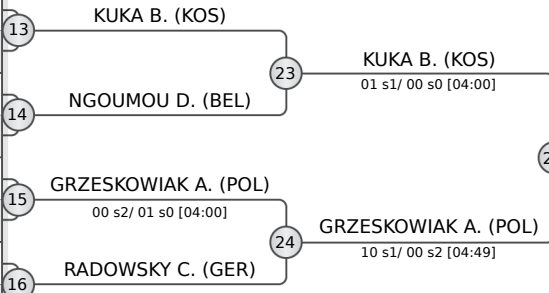 KUKA B. (KOS)
13
23
KUKA B. (KOS)
01 s1/ 00 s0 [04:00]
NGOUMOU D. (BEL)
14
GRZESKOWIAK A. (POL)
15
00 s2/ 01 s0 [04:00]
24
GRZESKOWIAK A. (POL)
10 s1/ 00 s2 [04:49]
RADOWSKY C. (GER)
16